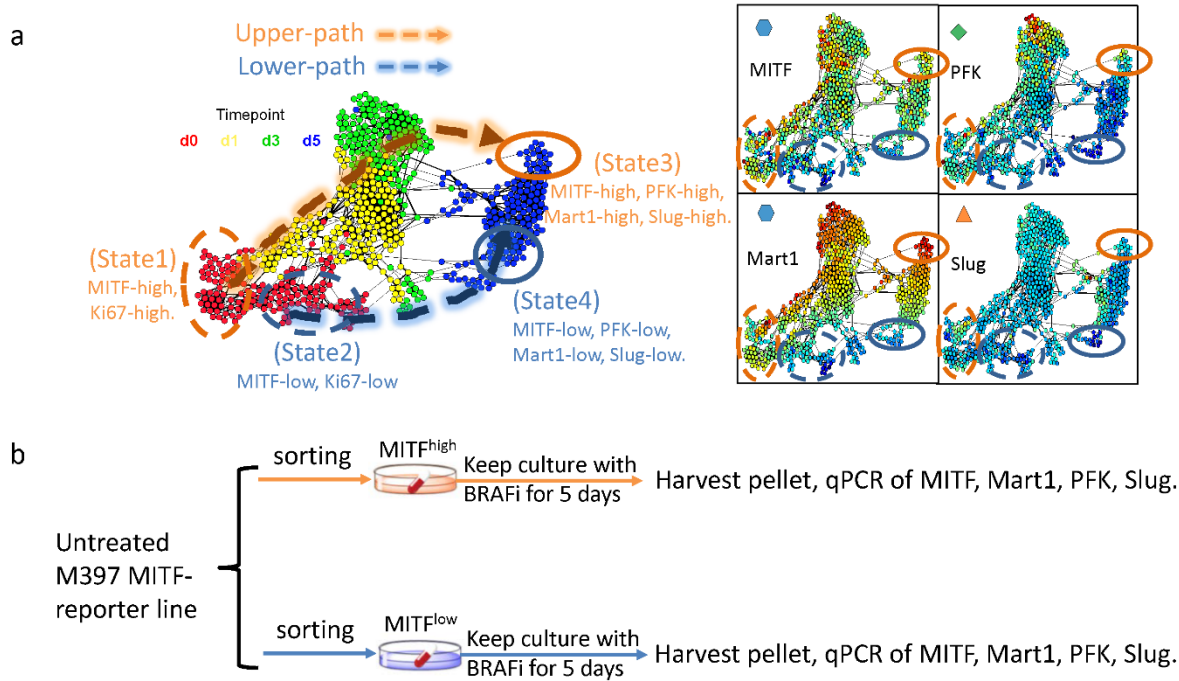 a
Upper-path
Lower-path
Timepoint
d0 d1 d3 d5
(State1)
MITF-high,
Ki67-high.
(State2)
MITF-low, Ki67-low
(State3)
MITF-high, PFK-high,
Mart1-high, Slug-high.
(State4)
MITF-low, PFK-low,
Mart1-low, Slug-low.
MITF
PFK
Mart1
Slug
b
Untreated
M397 MITF-
reporter line
sorting
MITFhigh
Keep culture with
BRAFi for 5 days
Harvest pellet, qPCR of MITF, Mart1, PFK, Slug.
sorting
MITFlow
Keep culture with
BRAFi for 5 days
Harvest pellet, qPCR of MITF, Mart1, PFK, Slug.